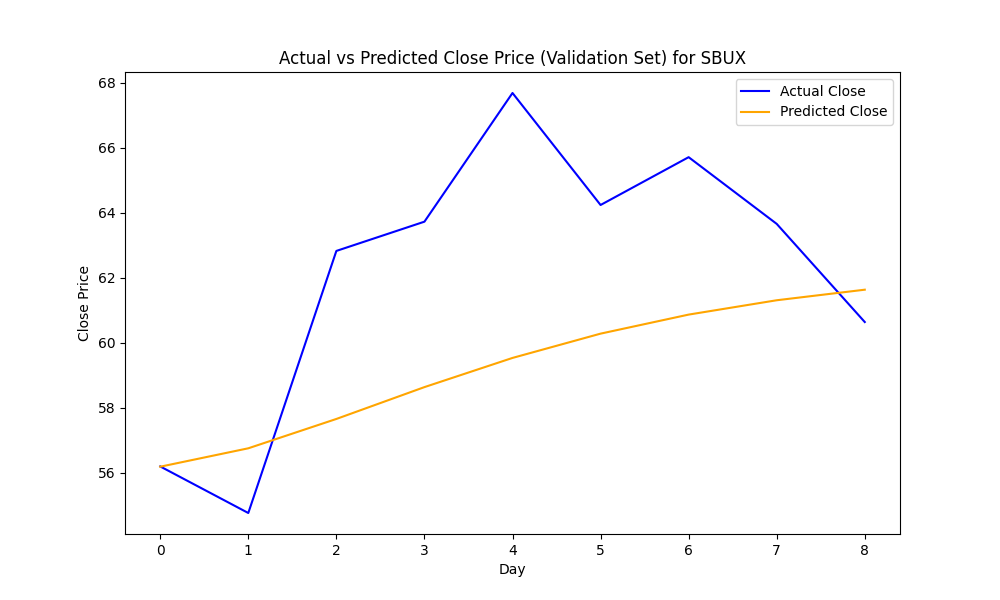 Actual vs Predicted Close Price (Validation Set) for SBUX
Actual Close
Predicted Close
68
66
64
62
60
58
56
Close Price
0 1 2 3 4 5 6 7 8
Day